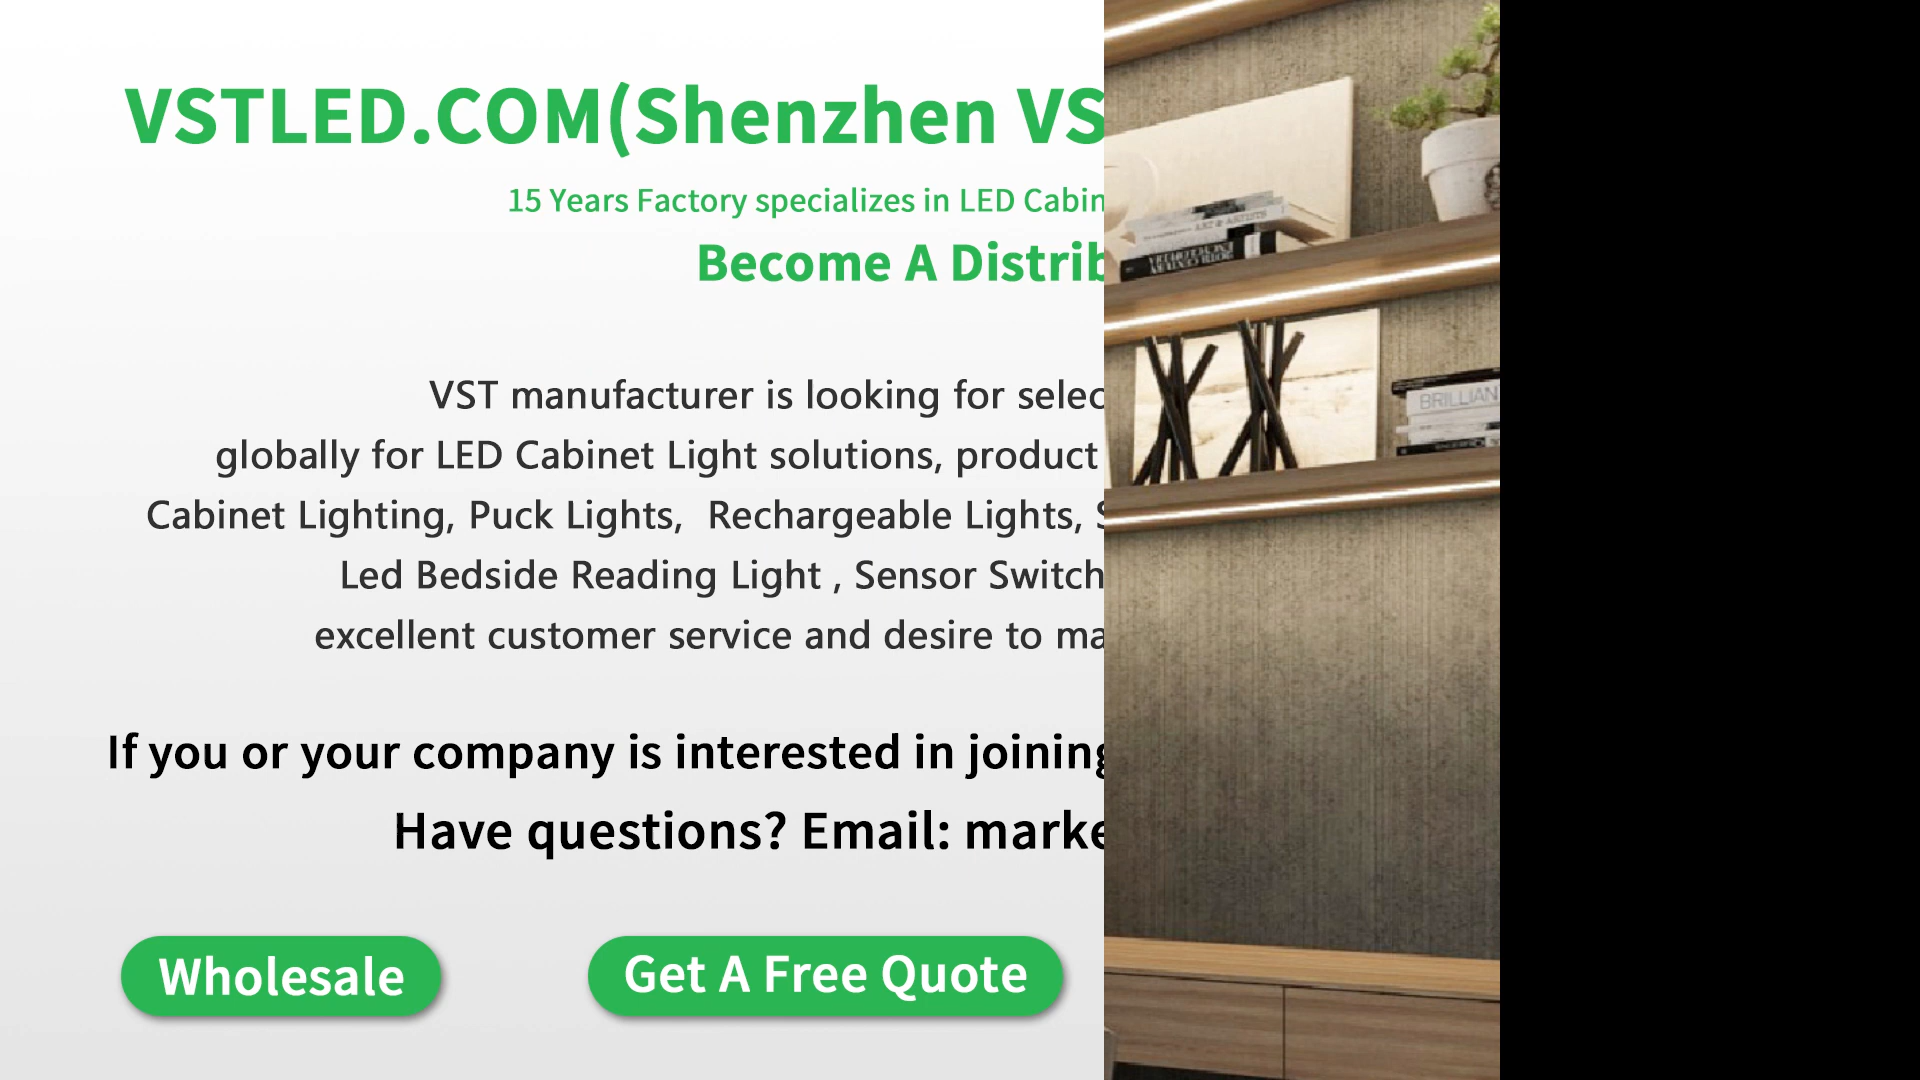 VSTLED.COM(Shenzhen VS
15 Years Factory specializes in LED Cabin
Become A Distrib
VST manufacturer is looking for selec
globally for LED Cabinet Light solutions, product
Cabinet Lighting, Puck Lights, Rechargeable Lights, S
Led Bedside Reading Light , Sensor Switch
excellent customer service and desire to ma
If you or your company is interested in joining
Have questions? Email: marke
Wholesale
Get A Free Quote
ART & ARTISTS
BRILLIAN